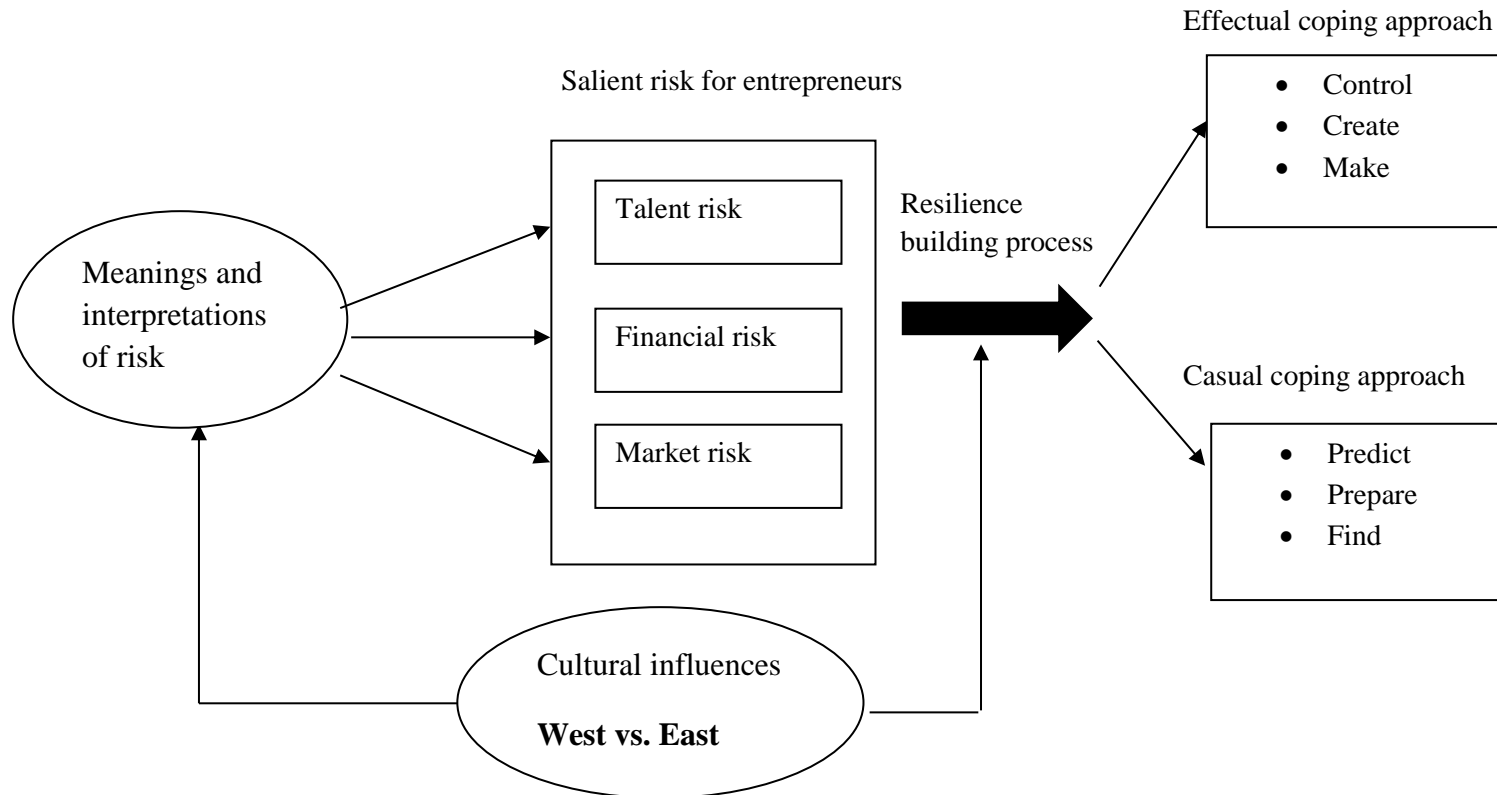 Effectual coping approach
• Control
• Create
• Make
Salient risk for entrepreneurs
Talent risk
Financial risk
Market risk
Resilience
building process
Meanings and
interpretations
of risk
Casual coping approach
• Predict
• Prepare
• Find
Cultural influences
West vs. East